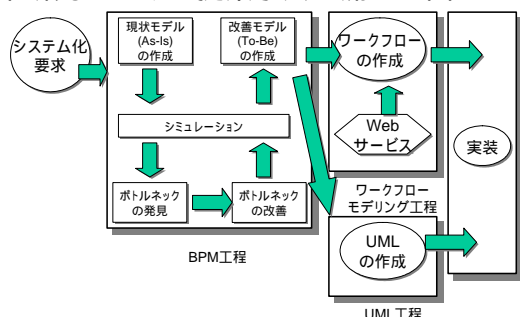 システム化
要求
現状モデル
(As-Is)
の作成
改善モデル
(To-Be)
の作成
シミュレーション
ボトルネック
の発見
ボトルネック
の改善
BPM工程
ワークフロー
の作成
Web
サービス
ワークフロー
モデリング工程
UML
の作成
UML工程
実装